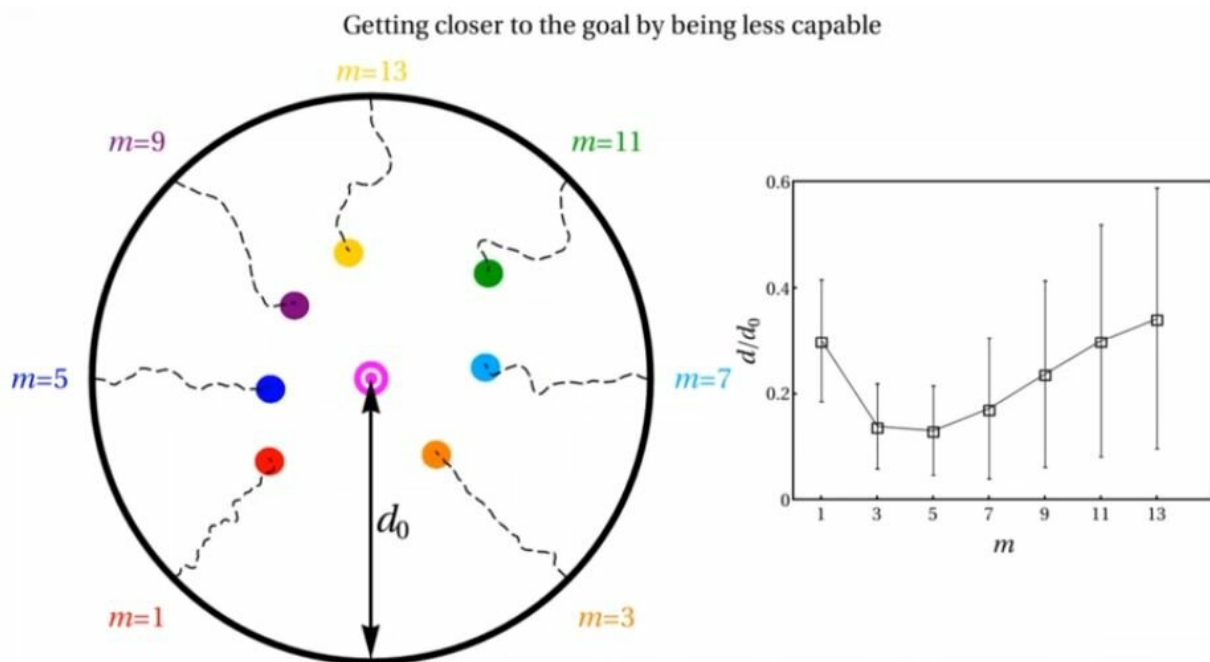 Getting closer to the goal by being less capable
m=13
m=9
m=11
m=5
m=7
d₀
m=1
m=3
0.6
0.4
0.2
0
d/d₀
1 3 5 7 9 11 13
m